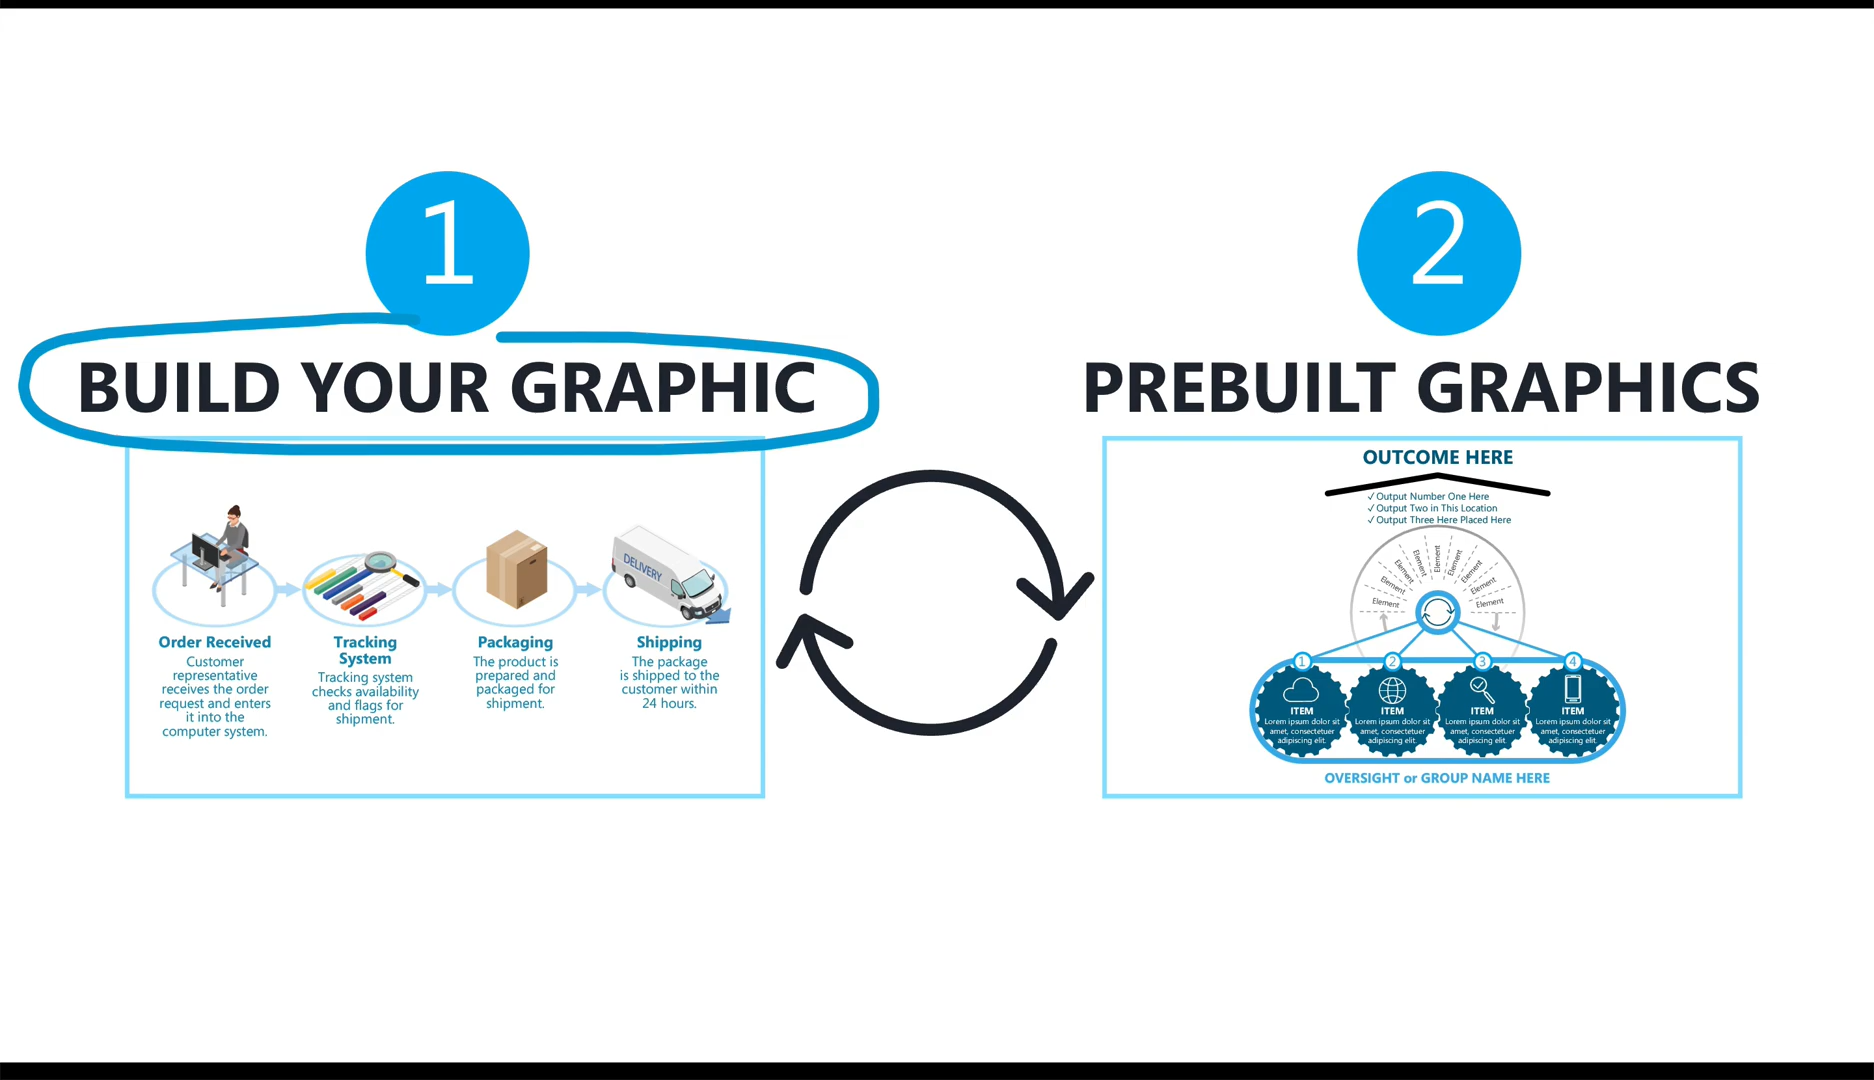 1
BUILD YOUR GRAPHIC
DELIVERY
Order Received
Customer
representative
receives the order
request and enters
it into the
computer system.
Tracking
System
Tracking system
checks availability
and flags for
shipment.
Packaging
The product is
prepared and
packaged for
shipment.
Shipping
The package
is shipped to the
customer within
24 hours.
2
PREBUILT GRAPHICS
OUTCOME HERE
✓ Output Number One Here
✓ Output Two in This Location
✓ Output Three Here Placed Here
Element
Element
Element
Element
Element
Element
Element
Element
Element
1
ITEM
Lorem ipsum dolor sit
amet, consectetuer
adipiscing elit.
2
ITEM
Lorem ipsum dolor sit
amet, consectetuer
adipiscing elit
3
ITEM
Lorem ipsum dolor sit
amet, consectetuer
adipiscing elit
4
ITEM
Lorem ipsum dolor sit
amet, consectetuer
adipiscing elit.
OVERSIGHT or GROUP NAME HERE